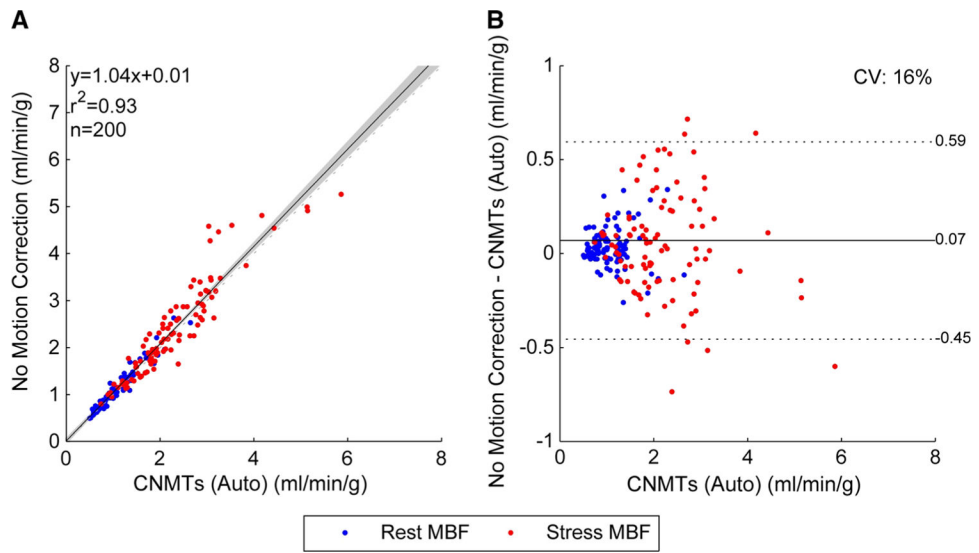 A
B
No Motion Correction (ml/min/g)
8
7
6
5
4
3
2
1
0
y=1.04x+0.01
r²=0.93
n=200
0 2 4 6 8
CNMTs (Auto) (ml/min/g)
No Motion Correction - CNMTs (Auto) (ml/min/g)
1
0.5
0
-0.5
-1
CV: 16%
0.59
0.07
-0.45
0 2 4 6 8
CNMTs (Auto) (ml/min/g)
Rest MBF Stress MBF